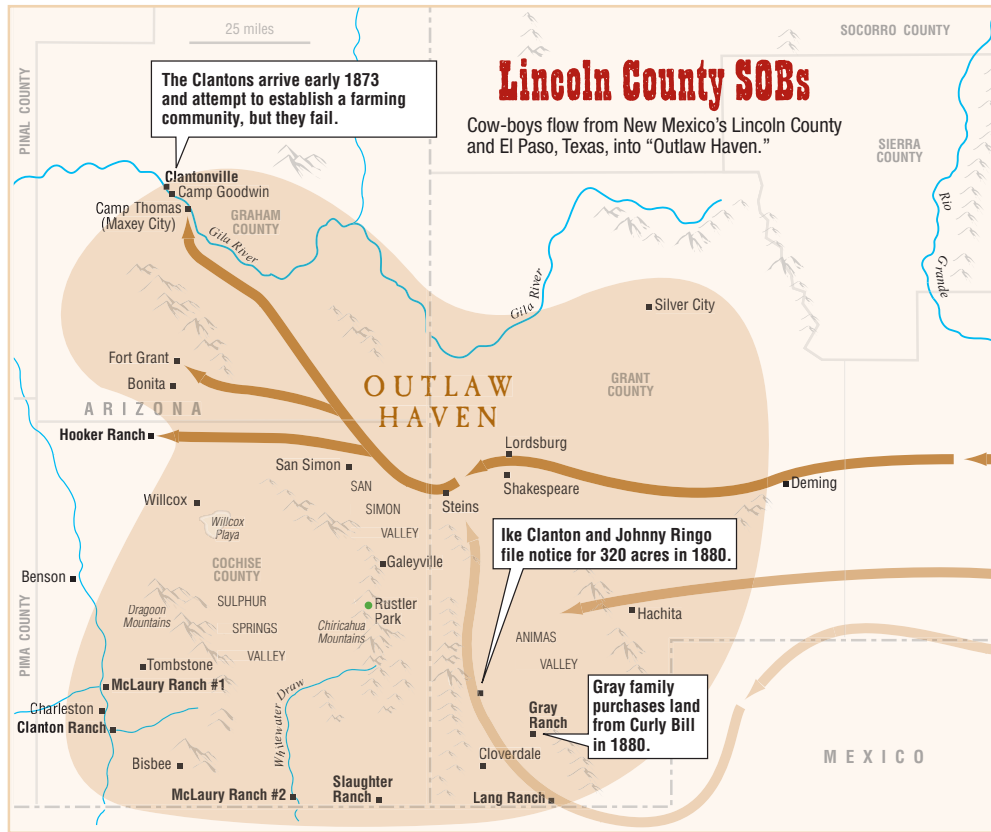 25 miles
SOCORRO COUNTY
PINAL COUNTY
The Clantons arrive early 1873
and attempt to establish a farming
community, but they fail.
Lincoln County SOBs
Cow-boys flow from New Mexico’s Lincoln County
and El Paso, Texas, into “Outlaw Haven.”
SIERRA
COUNTY
Clantonville
Camp Goodwin
Camp Thomas
(Maxey City)
GRAHAM
COUNTY
Gila River
Gila River
Rio
Grande
Silver City
Fort Grant
Bonita
OUTLAW
HAVEN
GRANT
COUNTY
ARIZONA
Hooker Ranch
San Simon
Lordsburg
Shakespeare
Deming
Steins
SAN
SIMON
VALLEY
Willcox
Willcox
Playa
Ike Clanton and Johnny Ringo
file notice for 320 acres in 1880.
Galeyville
COCHISE
COUNTY
Benson
Rustler
Park
Hachita
SULPHUR
SPRINGS
VALLEY
Dragoon
Mountains
Chiricahua
Mountains
ANIMAS
VALLEY
PIMA COUNTY
Tombstone
McLaury Ranch #1
Charleston
Clanton Ranch
Whitewater Draw
Gray
Ranch
Gray family
purchases land
from Curly Bill
in 1880.
Bisbee
Cloverdale
MEXICO
McLaury Ranch #2
Slaughter
Ranch
Lang Ranch